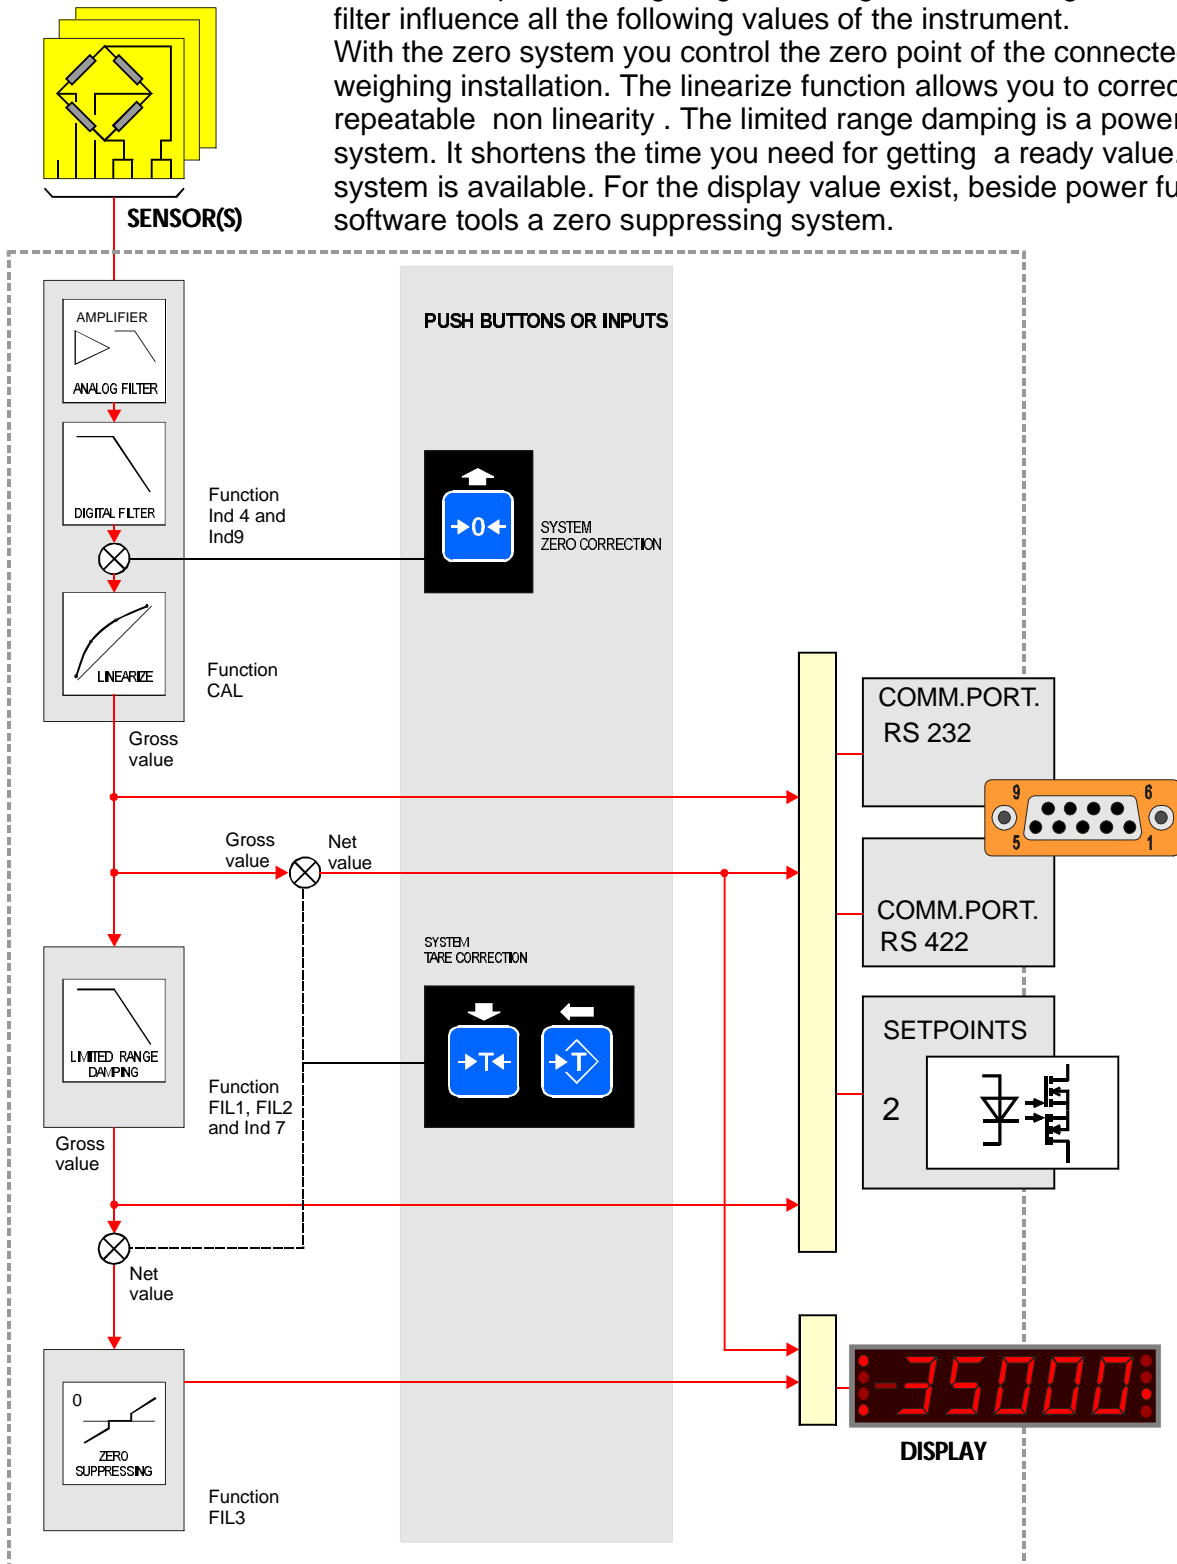 filter influence all the following values of the instrument.
With the zero system you control the zero point of the connecte
weighing installation. The linearize function allows you to correc
repeatable non linearity . The limited range damping is a power
system. It shortens the time you need for getting a ready value.
system is available. For the display value exist, beside power fu
software tools a zero suppressing system.
SENSOR(S)
AMPLIFIER
ANALOG FILTER
PUSH BUTTONS OR INPUTS
DIGITAL FILTER
Function
Ind 4 and
Ind9
→0←
SYSTEM
ZERO CORRECTION
LINEARIZE
Function
CAL
Gross
value
COMM.PORT.
RS 232
9 6
5 1
Gross
value
Net
value
COMM.PORT.
RS 422
SYSTEM
TARE CORRECTION
→T←
→T
LIMITED RANGE
DAMPING
Function
FIL1, FIL2
and Ind 7
SETPOINTS
2
Gross
value
Net
value
-35000
DISPLAY
0
ZERO
SUPPRESSING
Function
FIL3